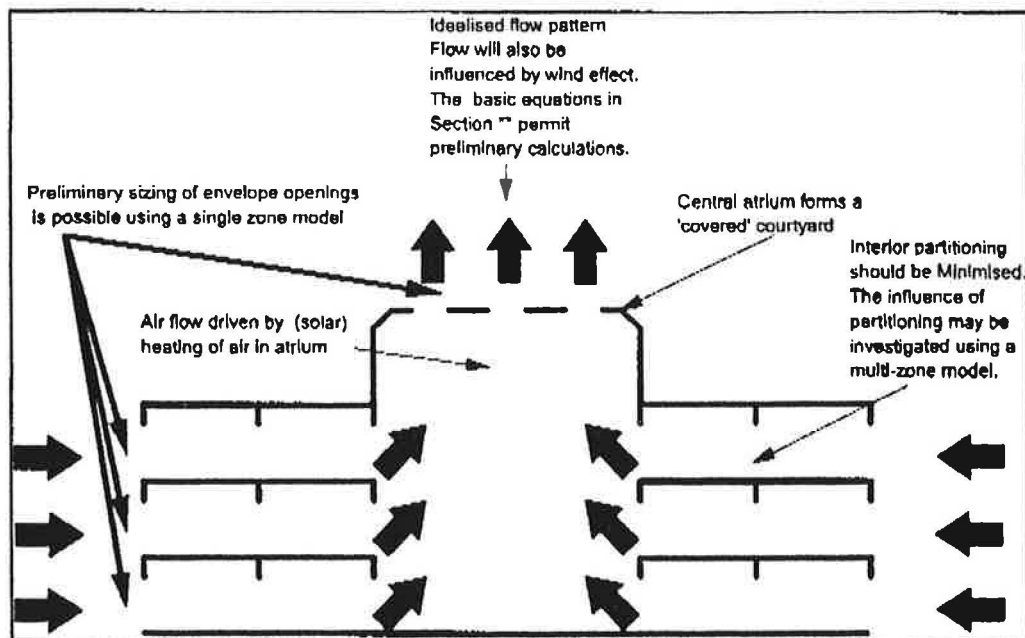 Idealised flow pattern
Flow will also be
influenced by wind effect.
The basic equations in
Section "" permit
preliminary calculations.
Preliminary sizing of envelope openings
is possible using a single zone model
Central atrium forms a
'covered' courtyard
Interior partitioning
should be Minimised.
The influence of
partitioning may be
investigated using a
multi-zone model.
Air flow driven by (solar)
heating of air in atrium